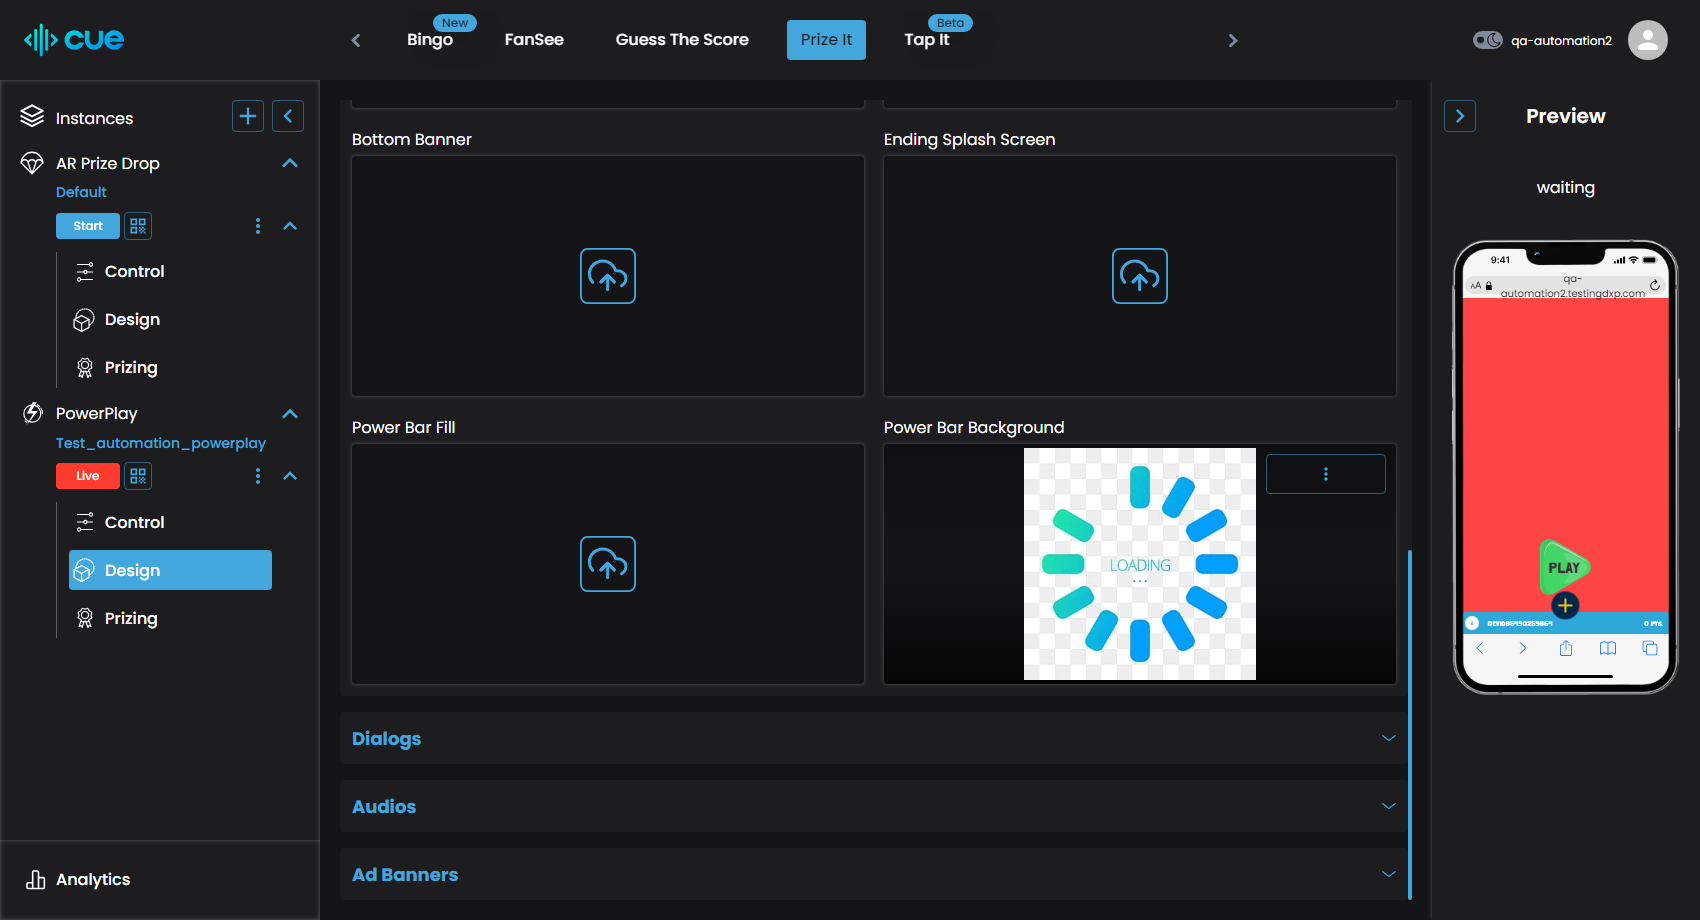 cue
New
Bingo
FanSee
Guess The Score
Prize It
Beta
Tap It
qa-automation2
Instances
AR Prize Drop
Default
Start
Control
Design
Prizing
PowerPlay
Test_automation_powerplay
Live
Control
Design
Prizing
Analytics
Bottom Banner
Ending Splash Screen
Power Bar Fill
Power Bar Background
LOADING
...
Dialogs
Audios
Ad Banners
Preview
waiting
9:41
AA
qa-
automation2.testingdxp.com
PLAY
0 PTS.